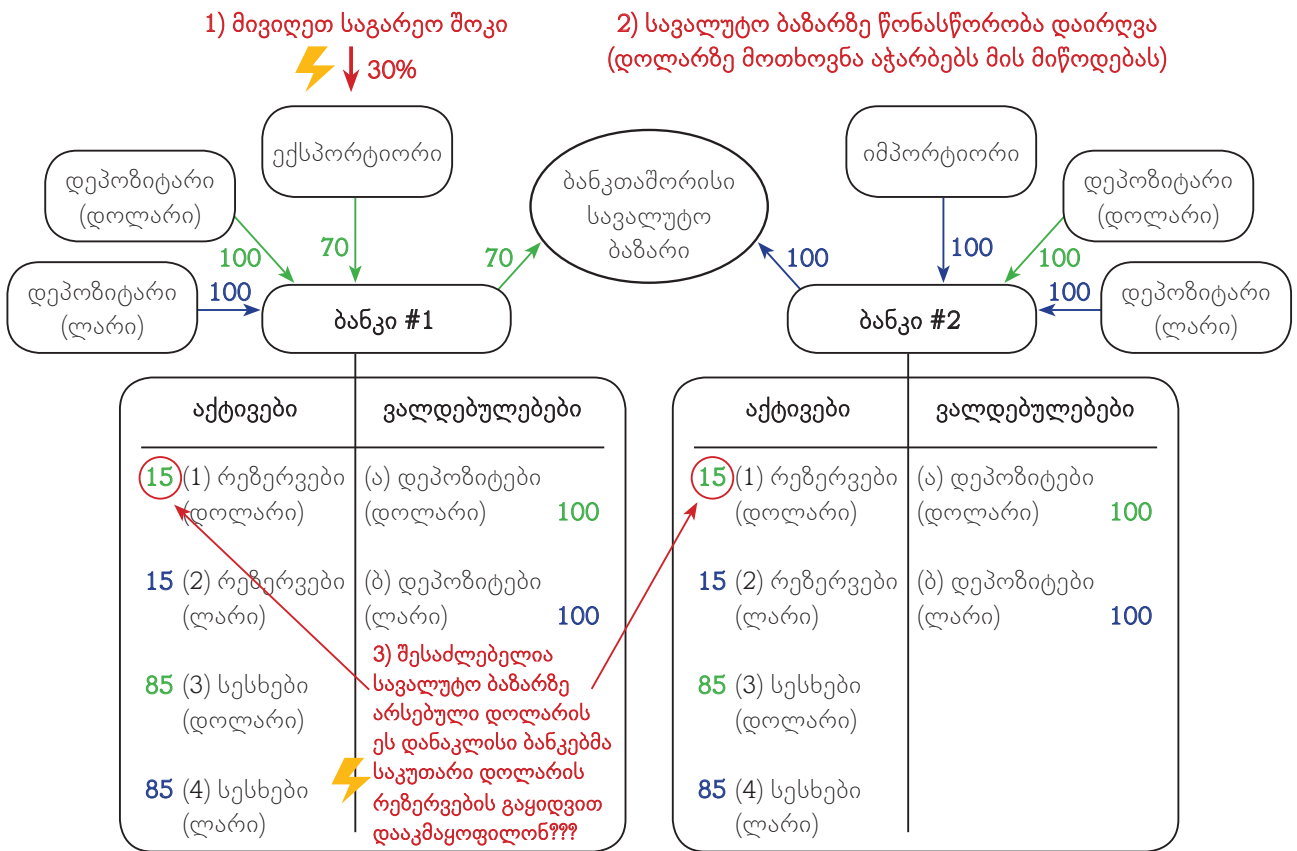 1) მივიღეთ საგარეო შოკი
30%
2) სავალუტო ბაზარზე წონასწორობა დაირღვა
(დოლარზე მოთხოვნა აჭარბებს მის მიწოდებას)
ექსპორტიორი
დეპოზიტარი
(დოლარი)
დეპოზიტარი
(ლარი)
100
70
100
70
ბანკი #1
ბანკთაშორისი
სავალუტო
ბაზარი
იმპორტიორი
დეპოზიტარი
(დოლარი)
დეპოზიტარი
(ლარი)
100
100
100
100
ბანკი #2
აქტივები ვალდებულებები
15 (1) რეზერვები (ა) დეპოზიტები
(დოლარი) (დოლარი) 100
15 (2) რეზერვები (ბ) დეპოზიტები
(ლარი) (ლარი) 100
85 (3) სესხები
(დოლარი)
85 (4) სესხები
(ლარი)
3) შესაძლებელია
სავალუტო ბაზარზე
არსებული დოლარის
ეს დანაკლისი ბანკებმა
საკუთარი დოლარის
რეზერვების გაყიდვით
დააკმაყოფილონ???
აქტივები ვალდებულებები
15 (1) რეზერვები (ა) დეპოზიტები
(დოლარი) (დოლარი) 100
15 (2) რეზერვები (ბ) დეპოზიტები
(ლარი) (ლარი) 100
85 (3) სესხები
(დოლარი)
85 (4) სესხები
(ლარი)